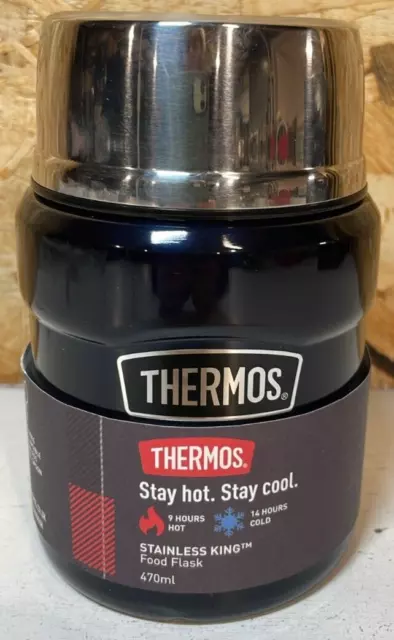 THERMOS®
THERMOS®
Stay hot. Stay cool.
9 HOURS
HOT
14 HOURS
COLD
STAINLESS KING™
Food Flask
470ml